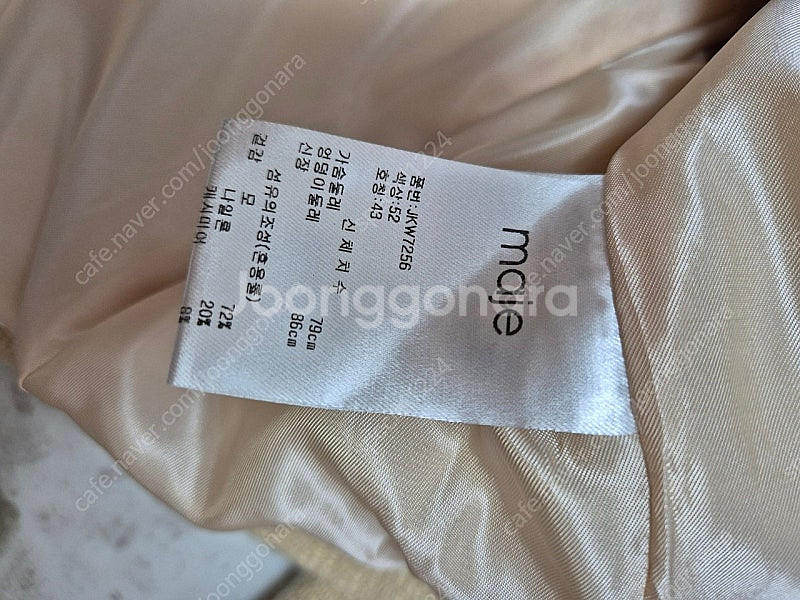 maje
품번:JKW7256
색상:52
호칭:43
신 체 치 수
가슴둘레 79cm
엉덩이둘레 86cm
신장
섬유의조성(혼용율)
겉감 모 72%
나일론 20%
캐시미어 8%
Joonggonara
cafe.naver.com/joonggonara